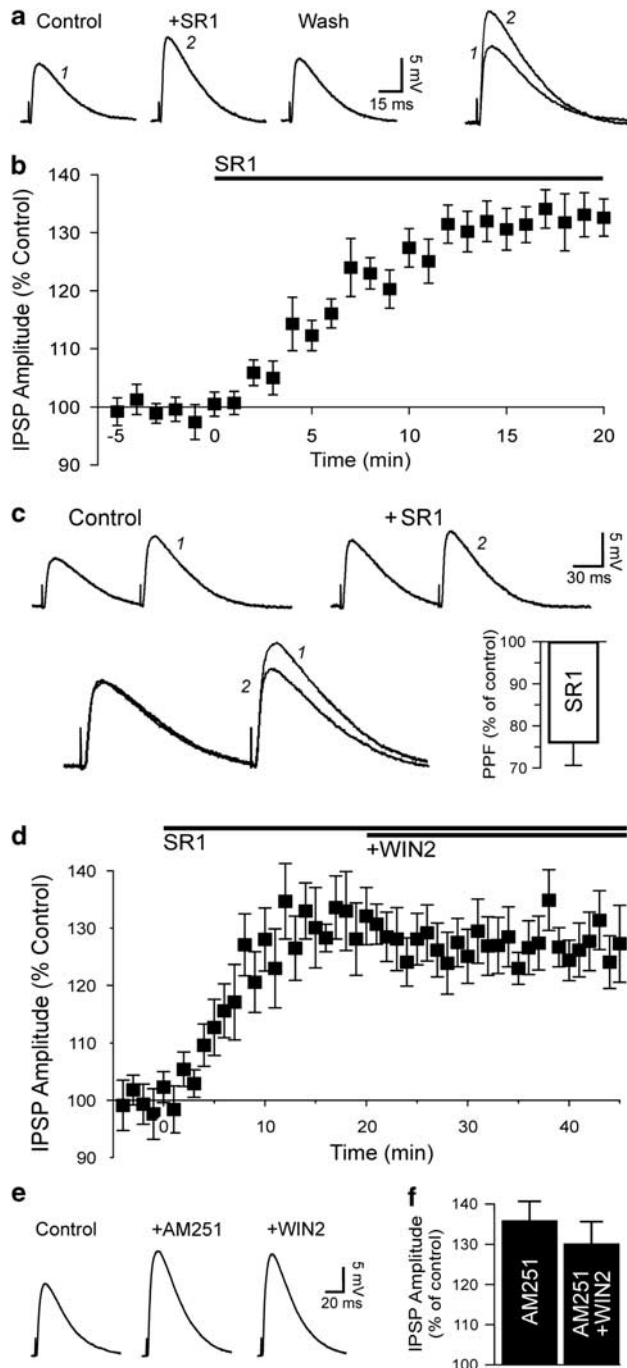 a
Control
+SR1
Wash
1
2
5 mV
15 ms
2
1
b
SR1
IPSP Amplitude (% Control)
140
130
120
110
100
90
-5
0
5
10
15
20
Time (min)
c
Control
+SR1
1
2
5 mV
30 ms
1
2
PPF (% of control)
100
90
80
70
SR1
d
SR1
+WIN2
IPSP Amplitude (% Control)
140
130
120
110
100
90
0
10
20
30
40
Time (min)
e
Control
+AM251
+WIN2
5 mV
20 ms
f
IPSP Amplitude
(% of control)
140
130
120
110
100
AM251
AM251
+WIN2